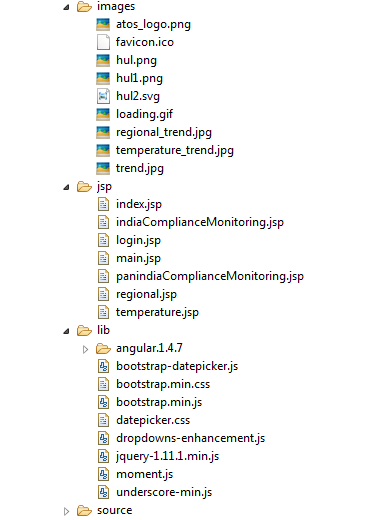 images
atos_logo.png
favicon.ico
hul.png
hul1.png
hul2.svg
loading.gif
regional_trend.jpg
temperature_trend.jpg
trend.jpg
jsp
index.jsp
indiaComplianceMonitoring.jsp
login.jsp
main.jsp
panindiaComplianceMonitoring.jsp
regional.jsp
temperature.jsp
lib
angular.1.4.7
bootstrap-datepicker.js
bootstrap.min.css
bootstrap.min.js
datepicker.css
dropdowns-enhancement.js
jquery-1.11.1.min.js
moment.js
underscore-min.js
source